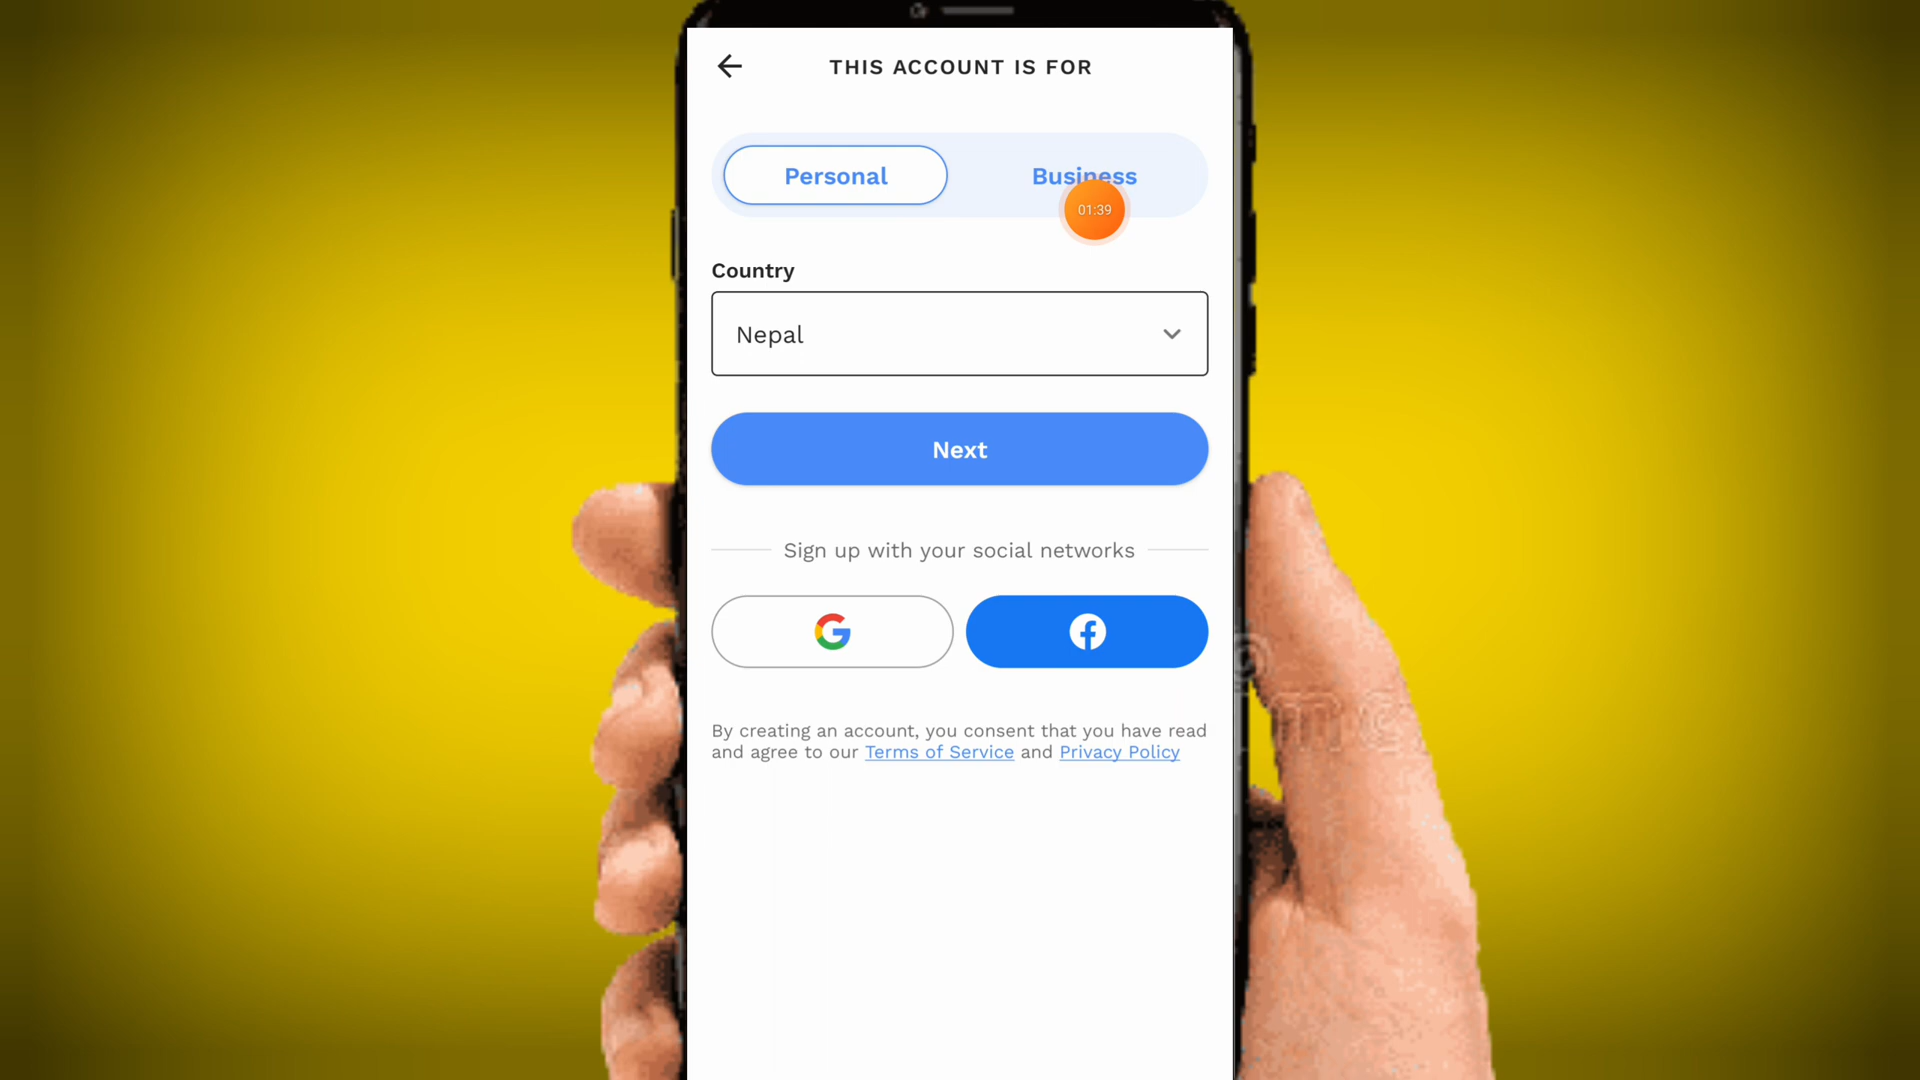 THIS ACCOUNT IS FOR
Personal
Business
01:39
Country
Nepal
Next
Sign up with your social networks
By creating an account, you consent that you have read
and agree to our Terms of Service and Privacy Policy